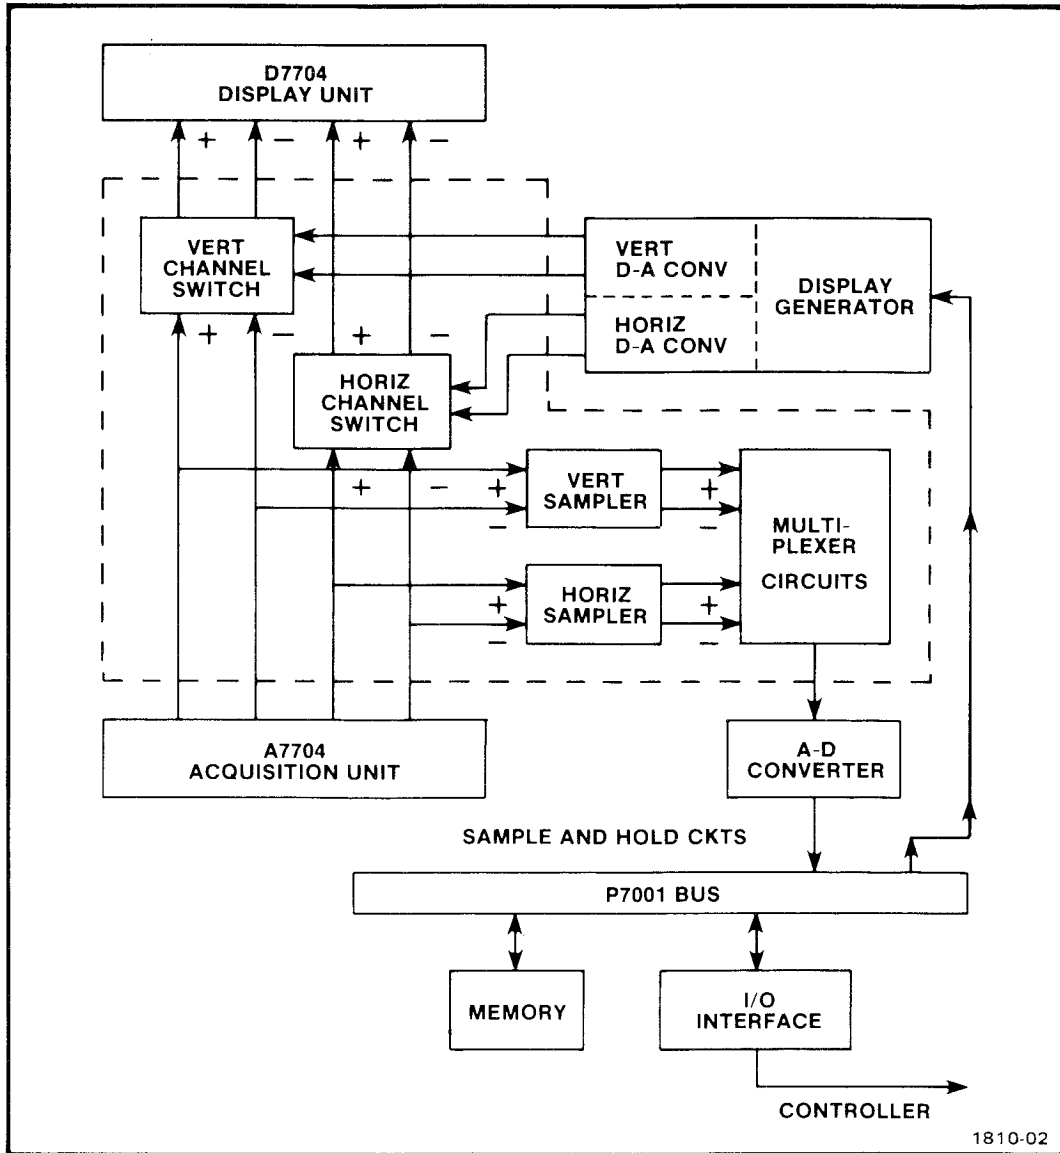 D7704
DISPLAY UNIT
+ − + −
VERT
CHANNEL
SWITCH
VERT
D-A CONV
HORIZ
D-A CONV
DISPLAY
GENERATOR
+ − + −
HORIZ
CHANNEL
SWITCH
+ −
+
−
VERT
SAMPLER
+
−
MULTI-
PLEXER
CIRCUITS
+
−
HORIZ
SAMPLER
+
−
A7704
ACQUISITION UNIT
A-D
CONVERTER
SAMPLE AND HOLD CKTS
P7001 BUS
MEMORY
I/O
INTERFACE
CONTROLLER
1810-02